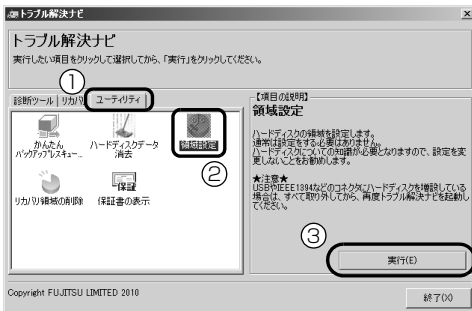 トラブル解決ナビ
トラブル解決ナビ
実行したい項目をクリックして選択してから、「実行」をクリックしてください。
①
診断ツール リカバリ ユーティリティ
かんたん
バックアップレスキュー...
ハードディスクデータ
消去
領域設定
②
リカバリ領域の削除
保証
保証書の表示
【項目の説明】
領域設定
ハードディスクの領域を設定します。
通常は設定をする必要はありません。
ハードディスクについての知識が必要となりますので、設定を変
更しないことをお勧めします。
★注意★
USBやIEEE1394などのコネクタにハードディスクを増設している
場合は、すべて取り外してから、再度トラブル解決ナビを起動し
てください。
③
実行(E)
Copyright FUJITSU LIMITED 2010
終了(X)